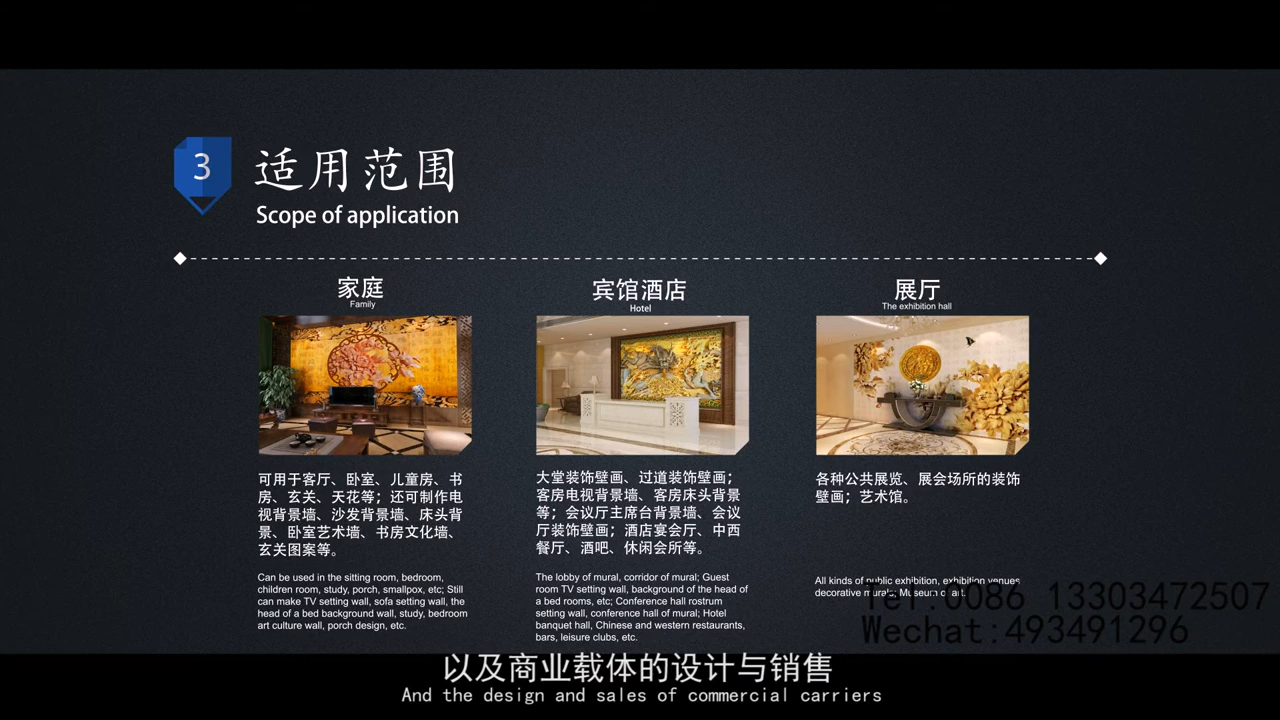 3
适用范围
Scope of application
家庭
Family
可用于客厅、卧室、儿童房、书
房、玄关、天花等；还可制作电
视背景墙、沙发背景墙、床头背
景、卧室艺术墙、书房文化墙、
玄关图案等。
Can be used in the sitting room, bedroom,
children room, study, porch, smallpox, etc; Still
can make TV setting wall, sofa setting wall, the
head of a bed background wall, study, bedroom
art culture wall, porch design, etc.
宾馆酒店
Hotel
大堂装饰壁画、过道装饰壁画；
客房电视背景墙、客房床头背景
等；会议厅主席台背景墙、会议
厅装饰壁画；酒店宴会厅、中西
餐厅、酒吧、休闲会所等。
The lobby of mural, corridor of mural; Guest
room TV setting wall, background of the head of
a bed rooms, etc; Conference hall rostrum
setting wall, conference hall of mural; Hotel
banquet hall, Chinese and western restaurants,
bars, leisure clubs, etc.
展厅
The exhibition hall
各种公共展览、展会场所的装饰
壁画；艺术馆。
All kinds of public exhibition, exhibition venues
decorative murals; Museum of art.
Tel:0086 13303472507
Wechat:493491296
以及商业载体的设计与销售
And the design and sales of commercial carriers